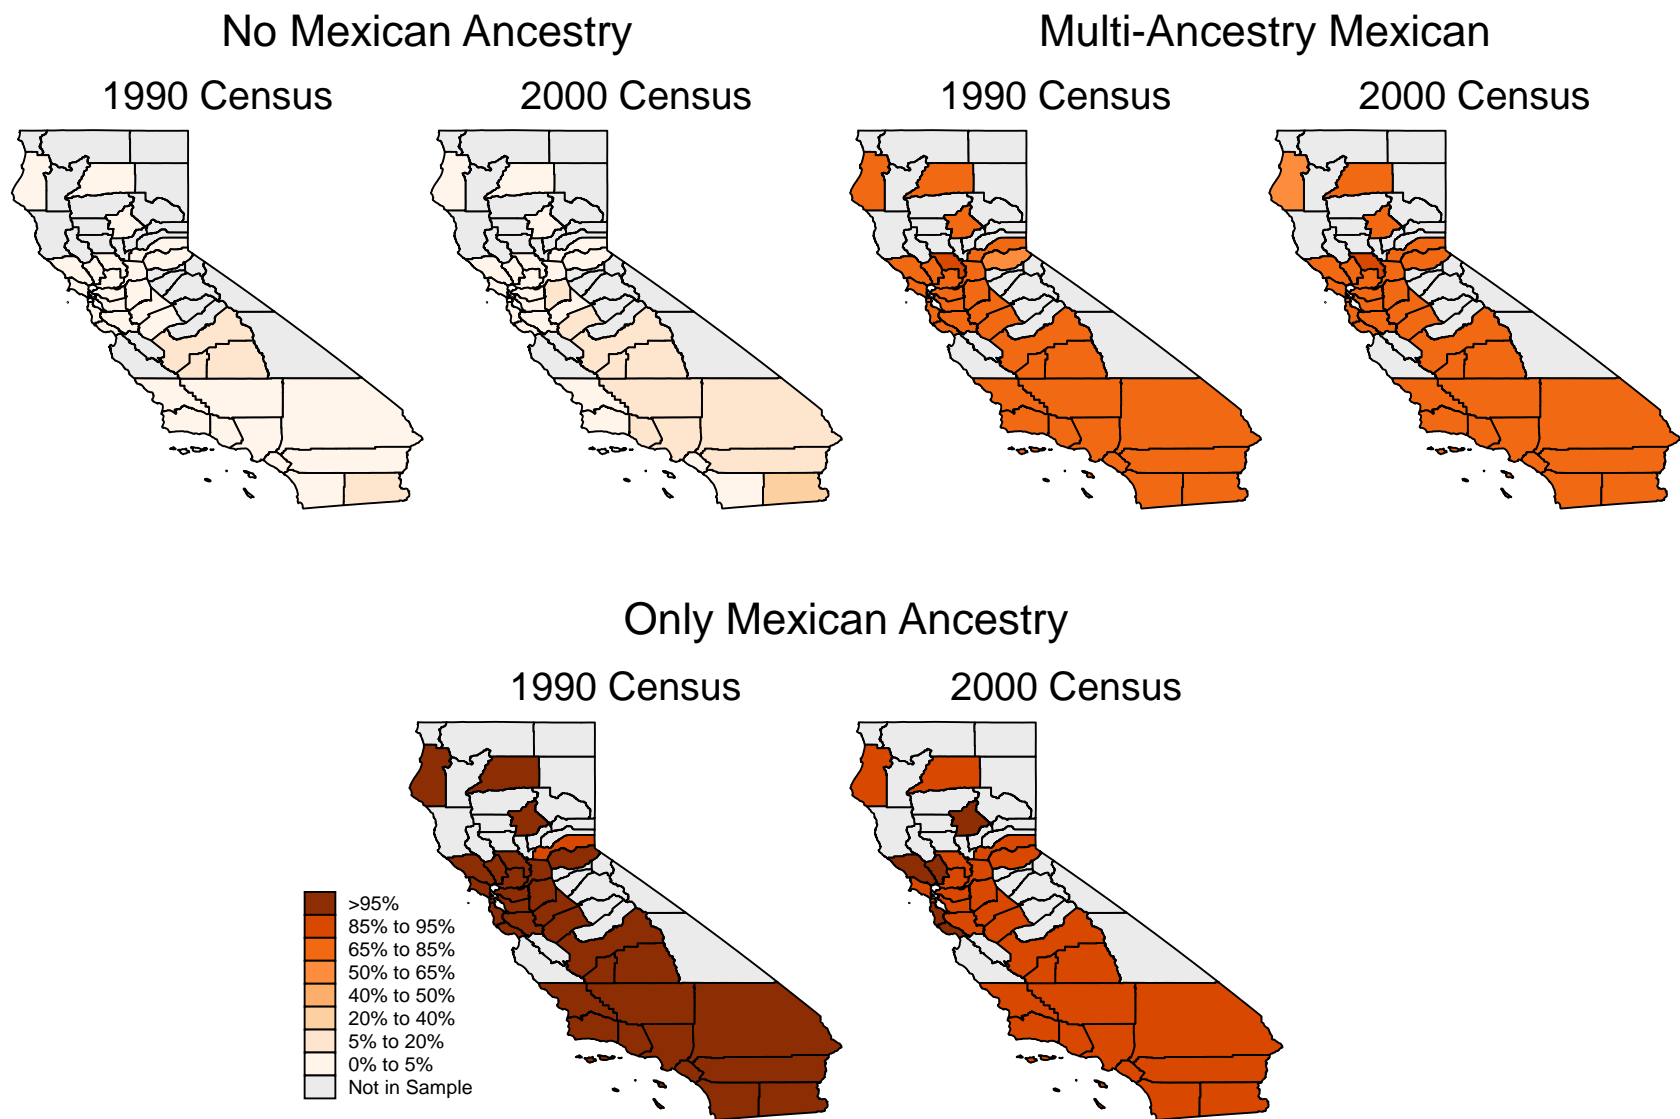 No Mexican Ancestry
Multi-Ancestry Mexican
1990 Census
2000 Census
1990 Census
2000 Census
Only Mexican Ancestry
1990 Census
2000 Census
>95%
85% to 95%
65% to 85%
50% to 65%
40% to 50%
20% to 40%
5% to 20%
0% to 5%
Not in Sample